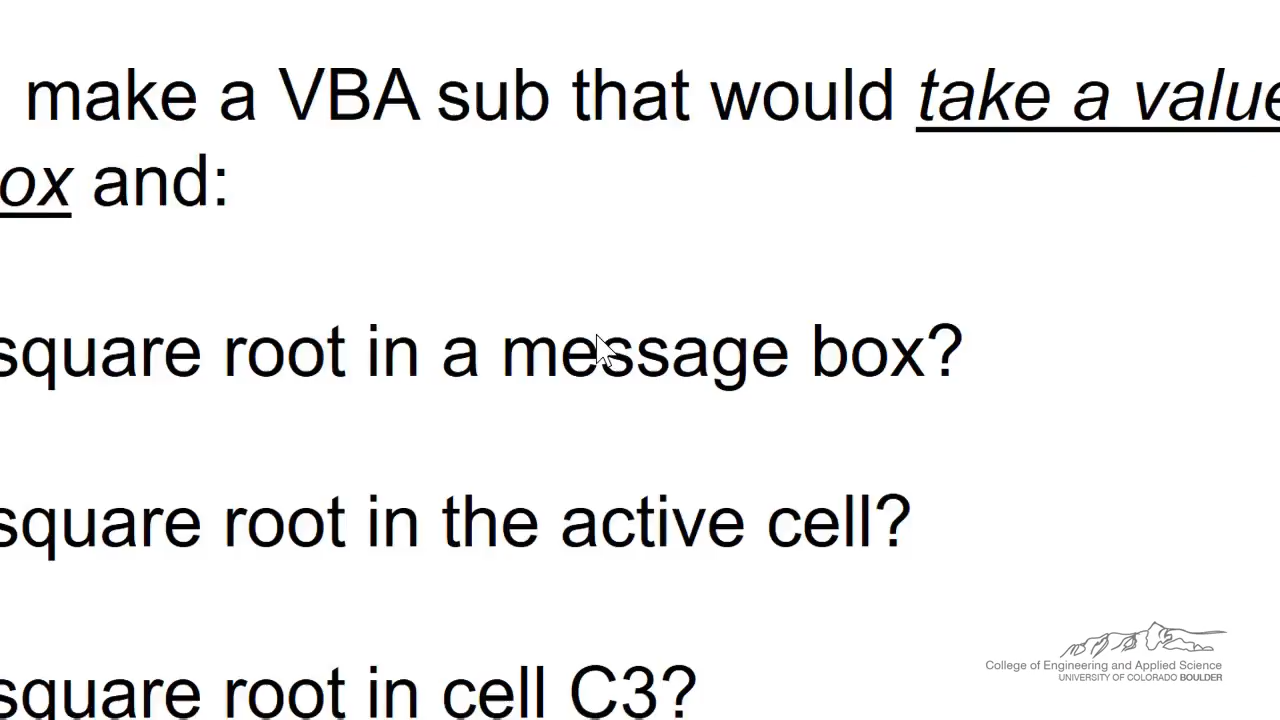 make a VBA sub that would take a value
ox and:
square root in a message box?
square root in the active cell?
square root in cell C3?
College of Engineering and Applied Science
UNIVERSITY OF COLORADO BOULDER